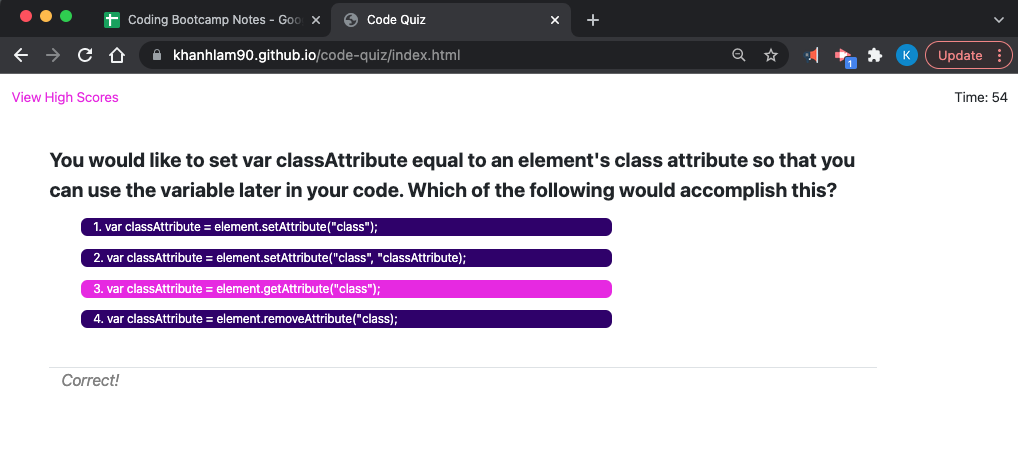 Coding Bootcamp Notes - Goo
Code Quiz
khanhlam90.github.io/code-quiz/index.html
1
K
Update
View High Scores
Time: 54
You would like to set var classAttribute equal to an element's class attribute so that you
can use the variable later in your code. Which of the following would accomplish this?
1. var classAttribute = element.setAttribute("class");
2. var classAttribute = element.setAttribute("class", "classAttribute);
3. var classAttribute = element.getAttribute("class");
4. var classAttribute = element.removeAttribute("class);
Correct!